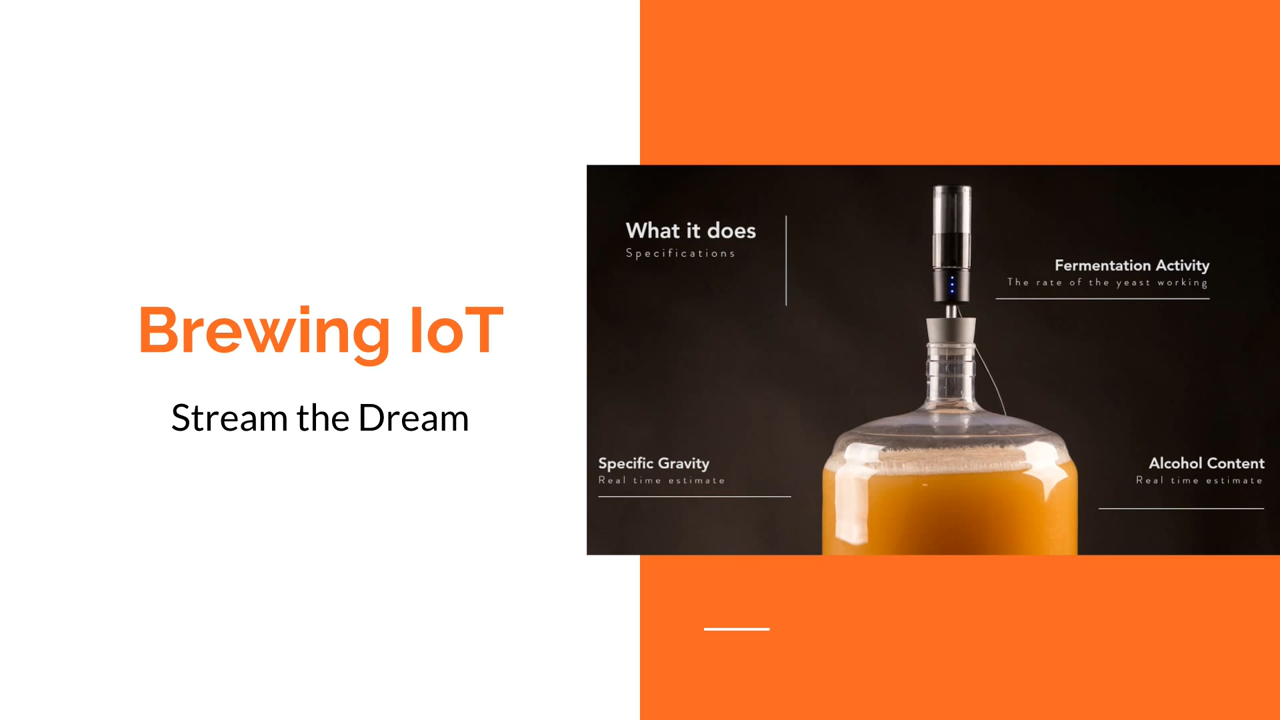 Brewing IoT
Stream the Dream
What it does
Specifications
Fermentation Activity
The rate of the yeast working
Specific Gravity
Real time estimate
Alcohol Content
Real time estimate